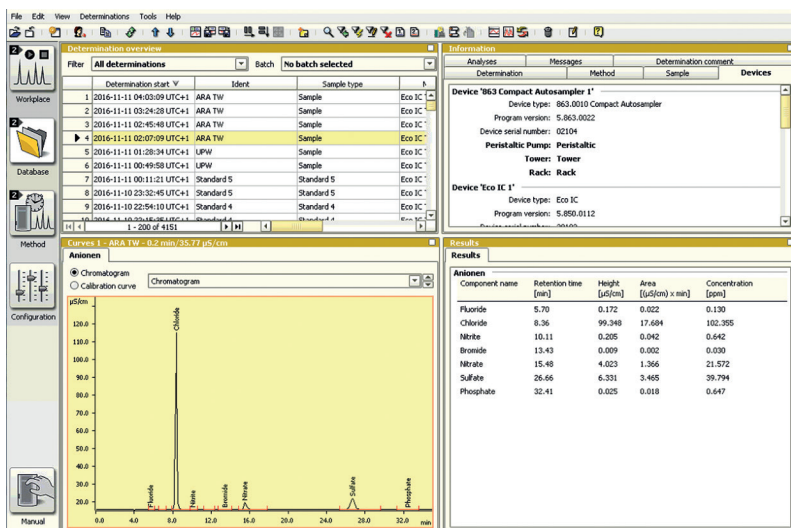 File Edit View Determinations Tools Help
Workplace
Database
Method
Configuration
Manual
Determination overview
Filter All determinations Batch No batch selected
Determination start Ident Sample type
1 2016-11-11 04:03:09 UTC+1 ARA TW Sample Eco IC
2 2016-11-11 03:24:28 UTC+1 ARA TW Sample Eco IC
3 2016-11-11 02:45:48 UTC+1 ARA TW Sample Eco IC
4 2016-11-11 02:07:09 UTC+1 ARA TW Sample Eco IC
5 2016-11-11 01:28:34 UTC+1 UPW Sample Eco IC
6 2016-11-11 00:49:58 UTC+1 UPW Sample Eco IC
7 2016-11-11 00:11:21 UTC+1 Standard 5 Standard 5 Eco IC
8 2016-11-10 23:32:45 UTC+1 Standard 5 Standard 5 Eco IC
9 2016-11-10 22:54:10 UTC+1 Standard 4 Standard 4 Eco IC
1 - 200 of 4151
Information
Analyses Messages Determination comment
Determination Method Sample Devices
Device '863 Compact Autosampler 1'
Device type: 863.0010 Compact Autosampler
Program version: 5.863.0022
Device serial number: 02104
Peristaltic Pump: Peristaltic
Tower: Tower
Rack: Rack
Device 'Eco IC 1'
Device type: Eco IC
Program version: 5.850.0112
Curves 1 - ARA TW - 0.2 min/35.77 µS/cm
Anionen
Chromatogram
Calibration curve
Chromatogram
µS/cm
120.0
110.0
100.0
90.0
80.0
70.0
60.0
50.0
40.0
30.0
20.0
Fluoride
Chloride
Nitrite
Bromide
Nitrate
Sulfate
Phosphate
0.0 4.0 8.0 12.0 16.0 20.0 24.0 28.0 32.0 min
Results
Results
Anionen
Component name Retention time Height Area Concentration
[min] [µS/cm] [(µS/cm) x min] [ppm]
Fluoride 5.70 0.172 0.022 0.130
Chloride 8.36 99.348 17.684 102.355
Nitrite 10.11 0.205 0.042 0.642
Bromide 13.43 0.009 0.002 0.030
Nitrate 15.48 4.023 1.366 21.572
Sulfate 26.66 6.331 3.465 39.794
Phosphate 32.41 0.025 0.018 0.647